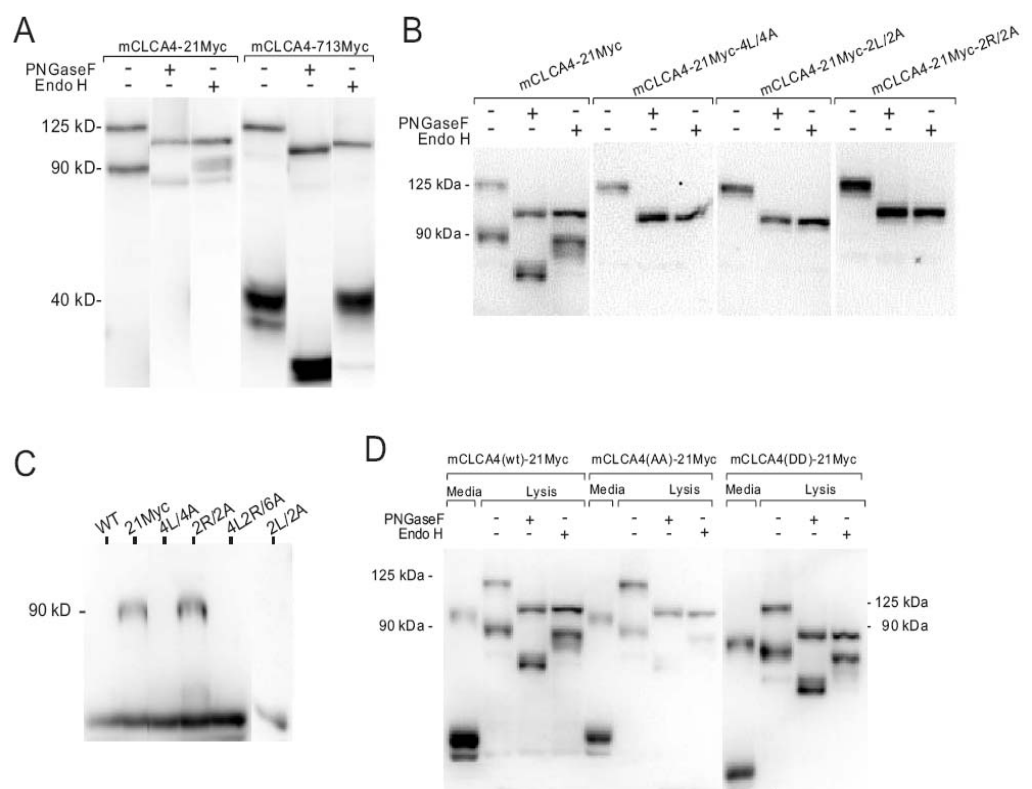 A
mCLCA4-21Myc mCLCA4-713Myc
PNGaseF - + - - + -
Endo H - - + - - +
125 kD-
90 kD-
40 kD-
B
mCLCA4-21Myc mCLCA4-21Myc-4L/4A mCLCA4-21Myc-2L/2A mCLCA4-21Myc-2R/2A
PNGaseF - + - - + - - + - - + -
Endo H - - + - - + - - + - - +
125 kDa -
90 kDa -
C
WT 21Myc 4L/4A 2R/2A 4L2R/6A 2L/2A
90 kD -
D
mCLCA4(wt)-21Myc mCLCA4(AA)-21Myc mCLCA4(DD)-21Myc
Media Lysis Media Lysis Media Lysis
PNGaseF - + - - + - - + -
Endo H - - + - - + - - +
125 kDa - - 125 kDa
90 kDa - - 90 kDa